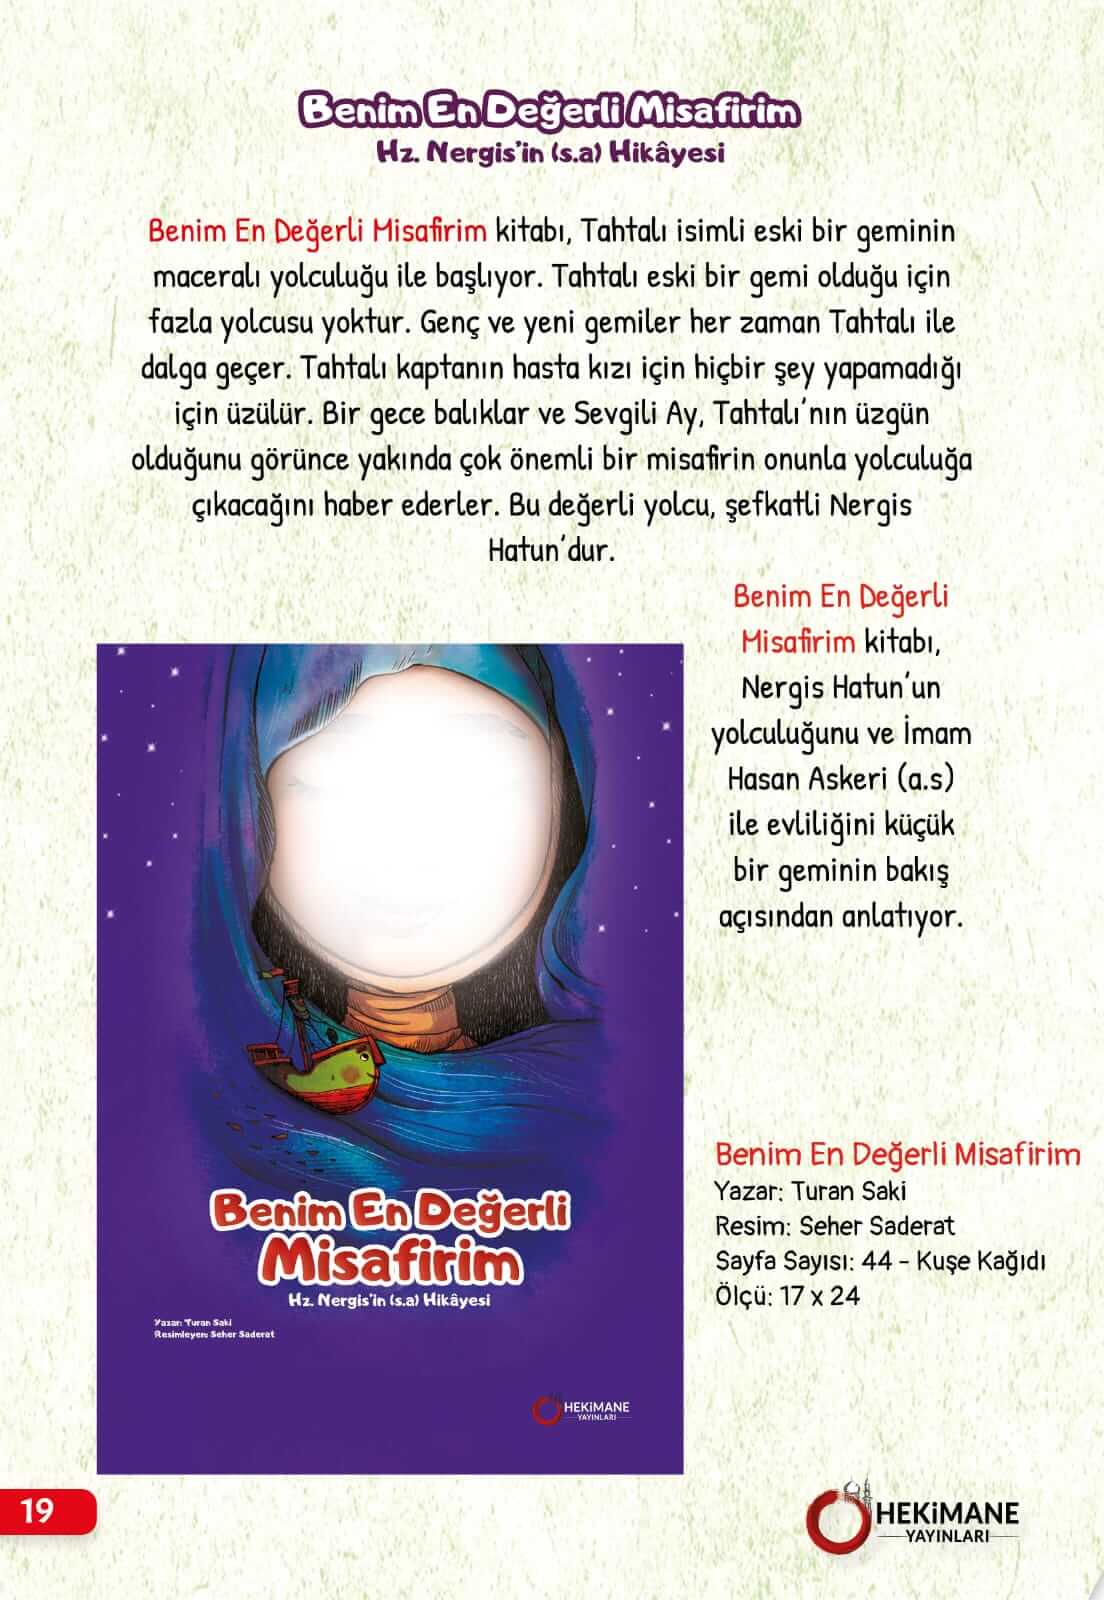 Benim En Değerli Misafirim
Hz. Nergis'in (s.a) Hikâyesi
Benim En Değerli Misafirim kitabı, Tahtalı isimli eski bir geminin
maceralı yolculuğu ile başlıyor. Tahtalı eski bir gemi olduğu için
fazla yolcusu yoktur. Genç ve yeni gemiler her zaman Tahtalı ile
dalga geçer. Tahtalı kaptanın hasta kızı için hiçbir şey yapamadığı
için üzülür. Bir gece balıklar ve Sevgili Ay, Tahtalı'nın üzgün
olduğunu görünce yakında çok önemli bir misafirin onunla yolculuğa
çıkacağını haber ederler. Bu değerli yolcu, şefkatli Nergis
Hatun'dur.
Benim En Değerli
Misafirim kitabı,
Nergis Hatun'un
yolculuğunu ve İmam
Hasan Askeri (a.s)
ile evliliğini küçük
bir geminin bakış
açısından anlatıyor.
Benim En Değerli
Misafirim
Hz. Nergis'in (s.a) Hikâyesi
Yazar: Turan Saki
Resimleyen: Seher Saderat
HEKİMANE
YAYINLARI
Benim En Değerli Misafirim
Yazar: Turan Saki
Resim: Seher Saderat
Sayfa Sayısı: 44 - Kuşe Kağıdı
Ölçü: 17 x 24
19
HEKİMANE
YAYINLARI